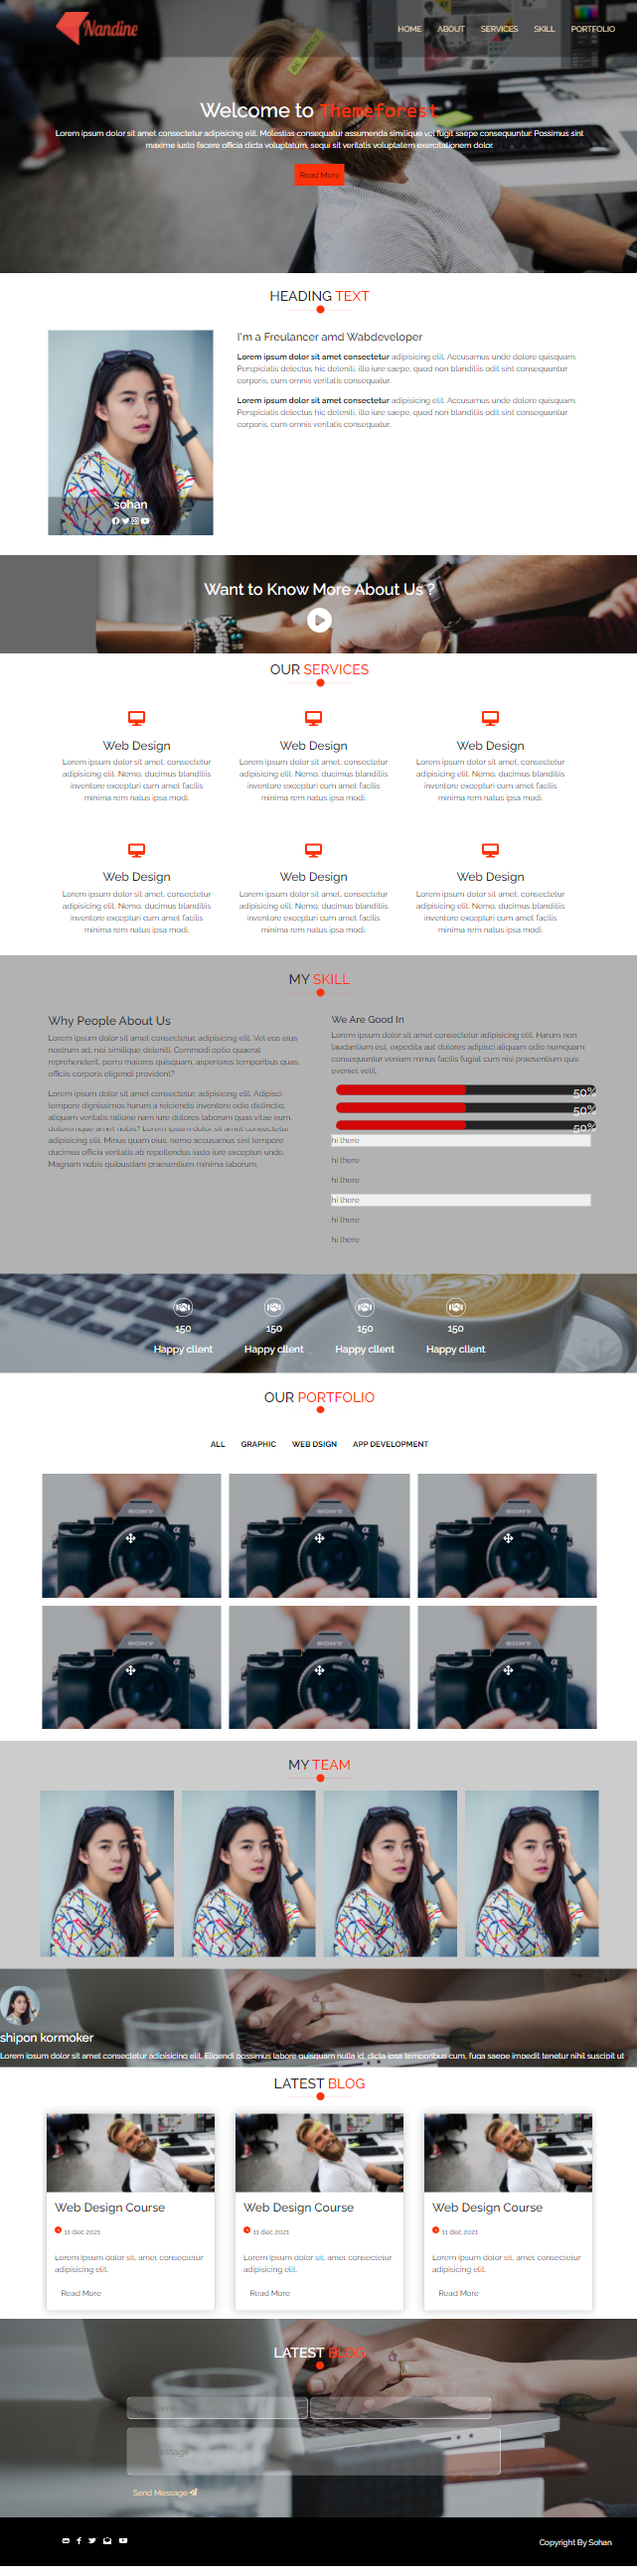 Nandine
HOME ABOUT SERVICES SKILL PORTFOLIO
Welcome to Themeforest
Lorem ipsum dolor sit amet consectetur adipisicing elit. Molestias consequatur assumenda similique vel fugit saepe consequuntur. Possimus sint
maxime iusto facere officia dicta voluptatum, sequi sit veritatis voluptatem exercitationem dolor.
Read More
HEADING TEXT
I'm a Freulancer amd Wabdeveloper
Lorem ipsum dolor sit amet consectetur adipisicing elit. Accusamus unde dolore quisquam.
Perspiciatis delectus hic deleniti, illo iure saepe, quod non blanditiis odit sint consequuntur
corporis, cum omnis veritatis consequatur.
Lorem ipsum dolor sit amet consectetur adipisicing elit. Accusamus unde dolore quisquam.
Perspiciatis delectus hic deleniti, illo iure saepe, quod non blanditiis odit sint consequuntur
corporis, cum omnis veritatis consequatur.
sohan
Want to Know More About Us ?
OUR SERVICES
Web Design Web Design Web Design
Lorem ipsum dolor sit amet, consectetur Lorem ipsum dolor sit amet, consectetur Lorem ipsum dolor sit amet, consectetur
adipisicing elit. Nemo, ducimus blanditiis adipisicing elit. Nemo, ducimus blanditiis adipisicing elit. Nemo, ducimus blanditiis
inventore excepturi cum amet facilis inventore excepturi cum amet facilis inventore excepturi cum amet facilis
minima rem natus ipsa modi. minima rem natus ipsa modi. minima rem natus ipsa modi.
Web Design Web Design Web Design
Lorem ipsum dolor sit amet, consectetur Lorem ipsum dolor sit amet, consectetur Lorem ipsum dolor sit amet, consectetur
adipisicing elit. Nemo, ducimus blanditiis adipisicing elit. Nemo, ducimus blanditiis adipisicing elit. Nemo, ducimus blanditiis
inventore excepturi cum amet facilis inventore excepturi cum amet facilis inventore excepturi cum amet facilis
minima rem natus ipsa modi. minima rem natus ipsa modi. minima rem natus ipsa modi.
MY SKILL
Why People About Us
Lorem ipsum dolor sit amet consectetur, adipisicing elit. Vel eos eius
nostrum ad, nisi similique deleniti. Commodi optio quaerat
reprehenderit, porro maiores quisquam, asperiores temporibus quas,
officiis corporis eligendi provident?
Lorem ipsum dolor sit amet consectetur, adipisicing elit. Adipisci
tempore dignissimos harum a reiciendis inventore odio distinctio,
aliquam veritatis ratione nam iure dolores laborum quas vitae eum,
doloremque amet nobis? Lorem ipsum dolor sit amet consectetur
adipisicing elit. Minus quam eius, nemo accusamus sint tempore
ducimus officia veritatis ab repellendus iusto iure excepturi unde.
Magnam nobis quibusdam praesentium minima laborum.
We Are Good In
Lorem ipsum dolor sit amet consectetur adipisicing elit. Harum non
laudantium est, expedita aut dolores adipisci aliquam odio numquam
consequuntur veniam minus facilis fugiat cum nisi praesentium quis
eveniet velit.
50%
50%
50%
hi there
hi there
hi there
hi there
hi there
hi there
150 150 150 150
Happy cllent Happy cllent Happy cllent Happy cllent
OUR PORTFOLIO
ALL GRAPHIC WEB DSIGN APP DEVELOPMENT
SONY SONY SONY
SONY SONY SONY
MY TEAM
shipon kormoker
Lorem ipsum dolor sit amet consectetur adipisicing elit. Eligendi possimus labore quisquam nulla id, dicta ipsa temporibus cum, fuga saepe impedit tenetur nihil suscipit ut
LATEST BLOG
Web Design Course Web Design Course Web Design Course
11 dec 2021 11 dec 2021 11 dec 2021
Lorem ipsum dolor sit, amet consectetur Lorem ipsum dolor sit, amet consectetur Lorem ipsum dolor sit, amet consectetur
adipisicing elit. adipisicing elit. adipisicing elit.
Read More Read More Read More
LATEST BLOG
Send Message
Copyright By Sohan